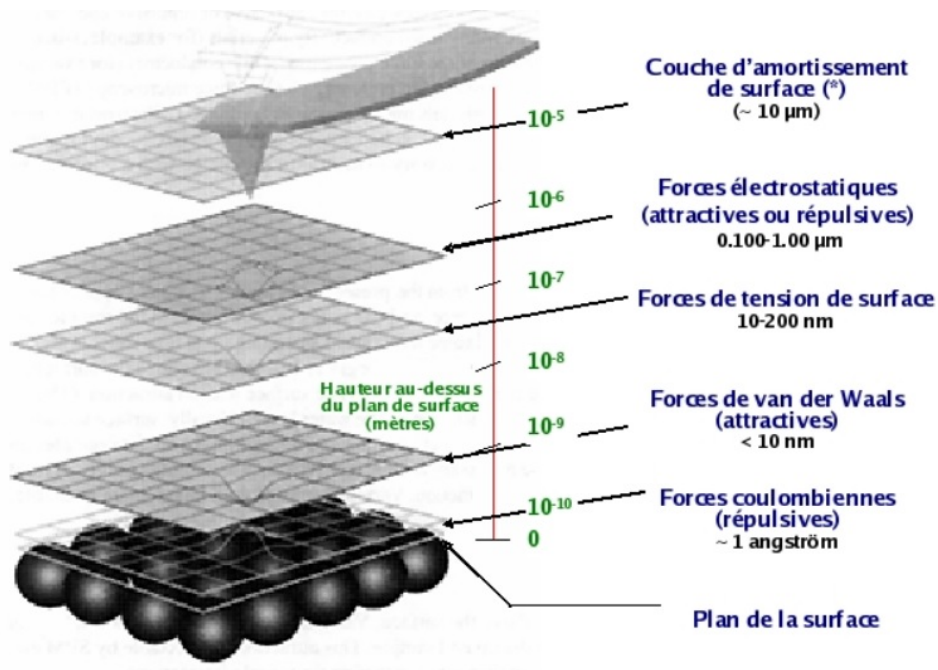 Couche d'amortissement
de surface (*)
(~ 10 µm)
10⁻⁵
Forces électrostatiques
(attractives ou répulsives)
0.100-1.00 µm
10⁻⁶
10⁻⁷
Forces de tension de surface
10-200 nm
10⁻⁸
Hauteur au-dessus
du plan de surface
(mètres)
Forces de van der Waals
(attractives)
< 10 nm
10⁻⁹
Forces coulombiennes
(répulsives)
~ 1 angström
10⁻¹⁰
0
Plan de la surface